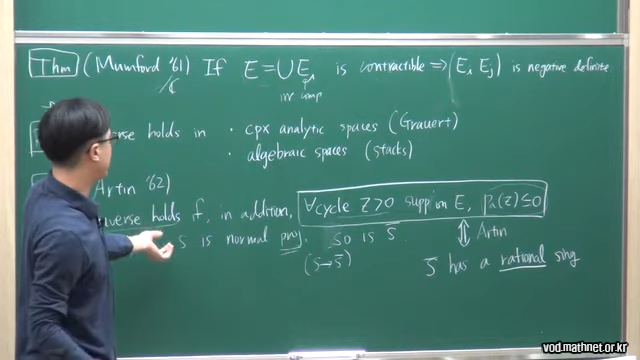 Thm (Mumford '61) If E = ∪ E_i is contractible ⟹ (E_i E_j) is negative definite
/ℂ
irr comp
verse holds in · cpx analytic spaces (Grauert)
· algebraic spaces (stacks)
Artin '62)
verse holds if, in addition, ∀cycle Z>0 supp in E, p_a(Z)≤0
S is normal proj. so is S̄.
⇕ Artin
(S→S̄)
S̄ has a rational sing
vod.mathnet.or.kr